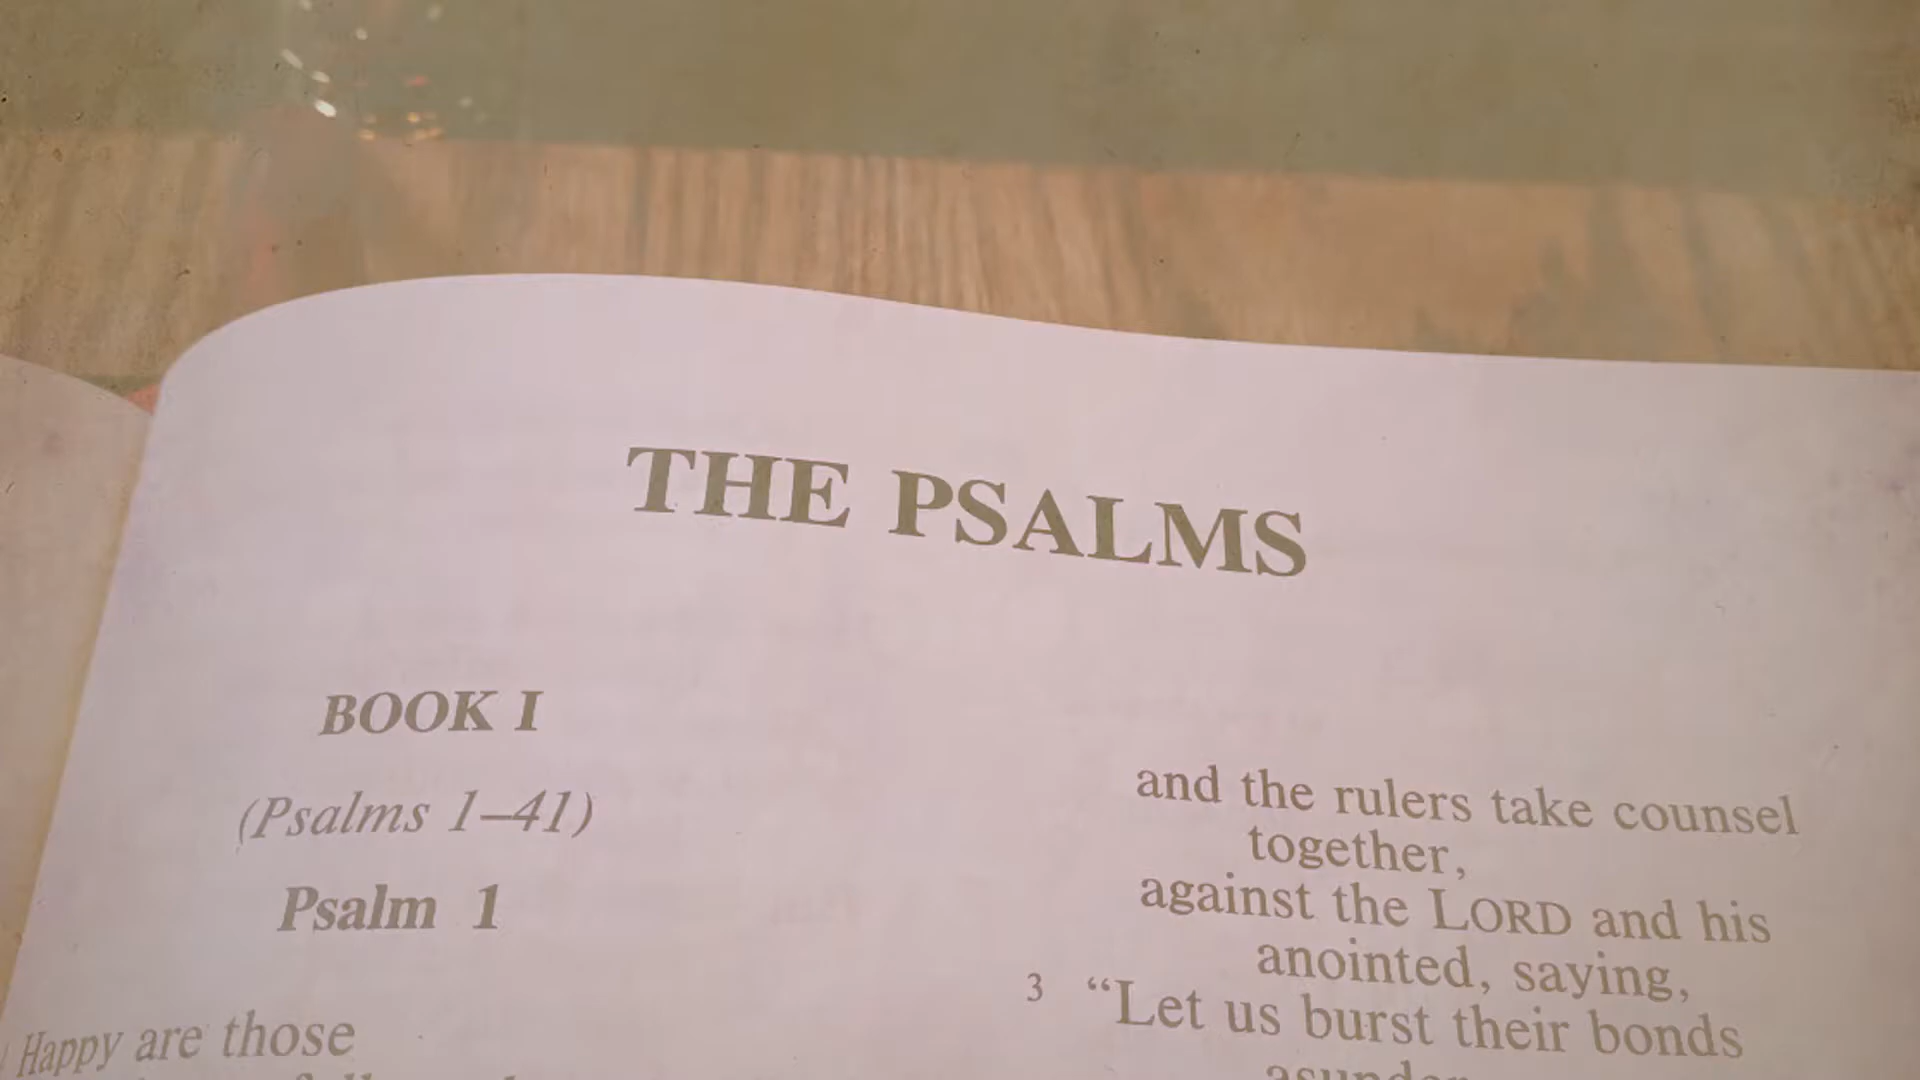 THE PSALMS
BOOK I
(Psalms 1–41)
Psalm 1
Happy are those
and the rulers take counsel
together,
against the LORD and his
anointed, saying,
3 “Let us burst their bonds
asunder